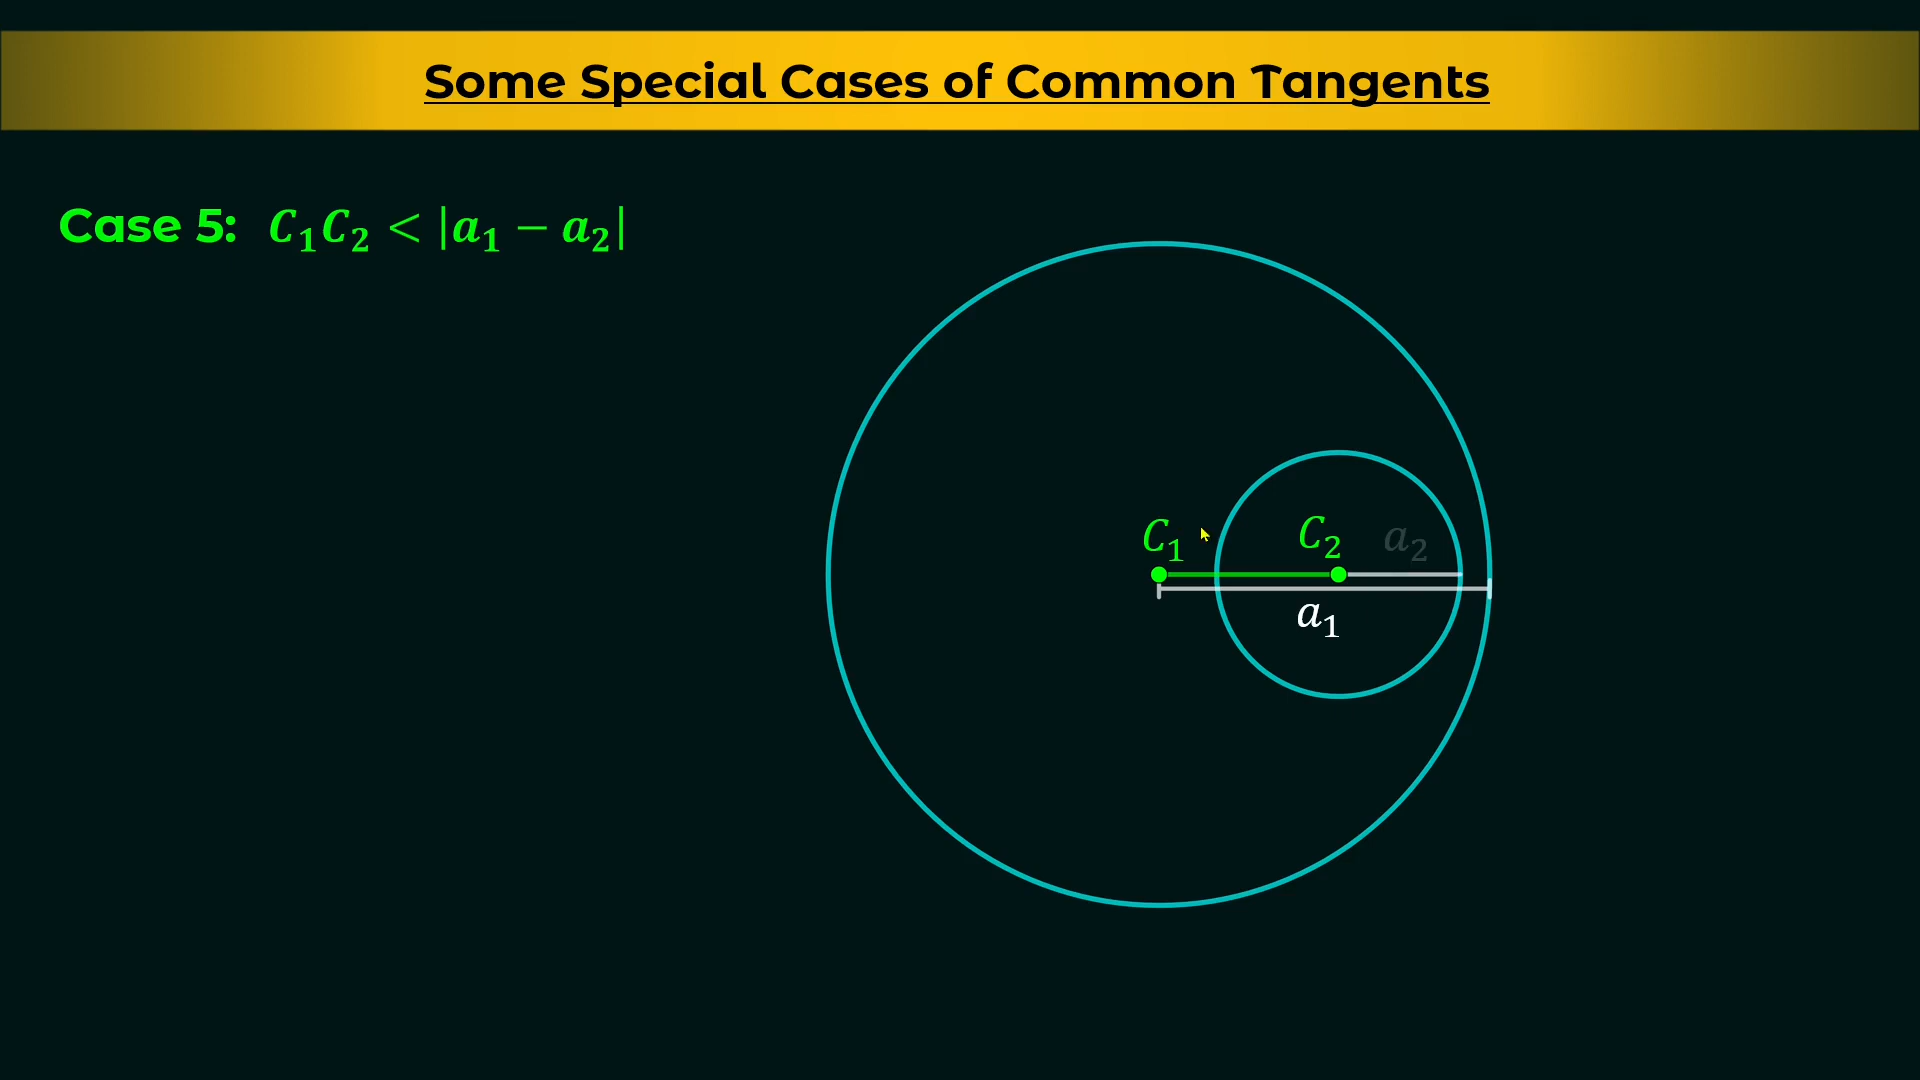 Some Special Cases of Common Tangents
Case 5: C₁C₂ < |a₁ − a₂|
C₁ C₂ a₂
a₁